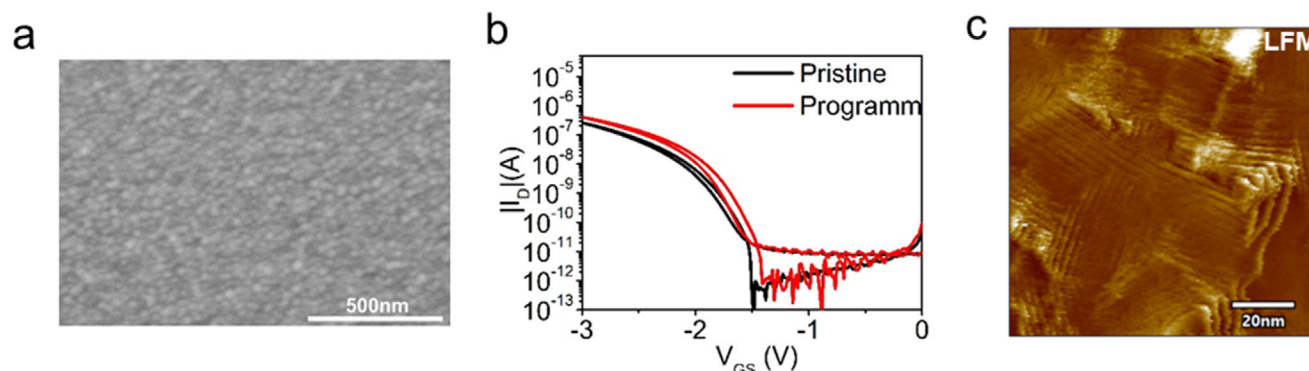 a
500nm
b
10⁻⁵
10⁻⁶
10⁻⁷
10⁻⁸
10⁻⁹
10⁻¹⁰
10⁻¹¹
10⁻¹²
10⁻¹³
|I_D|(A)
Pristine
Programm
-3
-2
-1
0
V_GS (V)
c
LFM
20nm